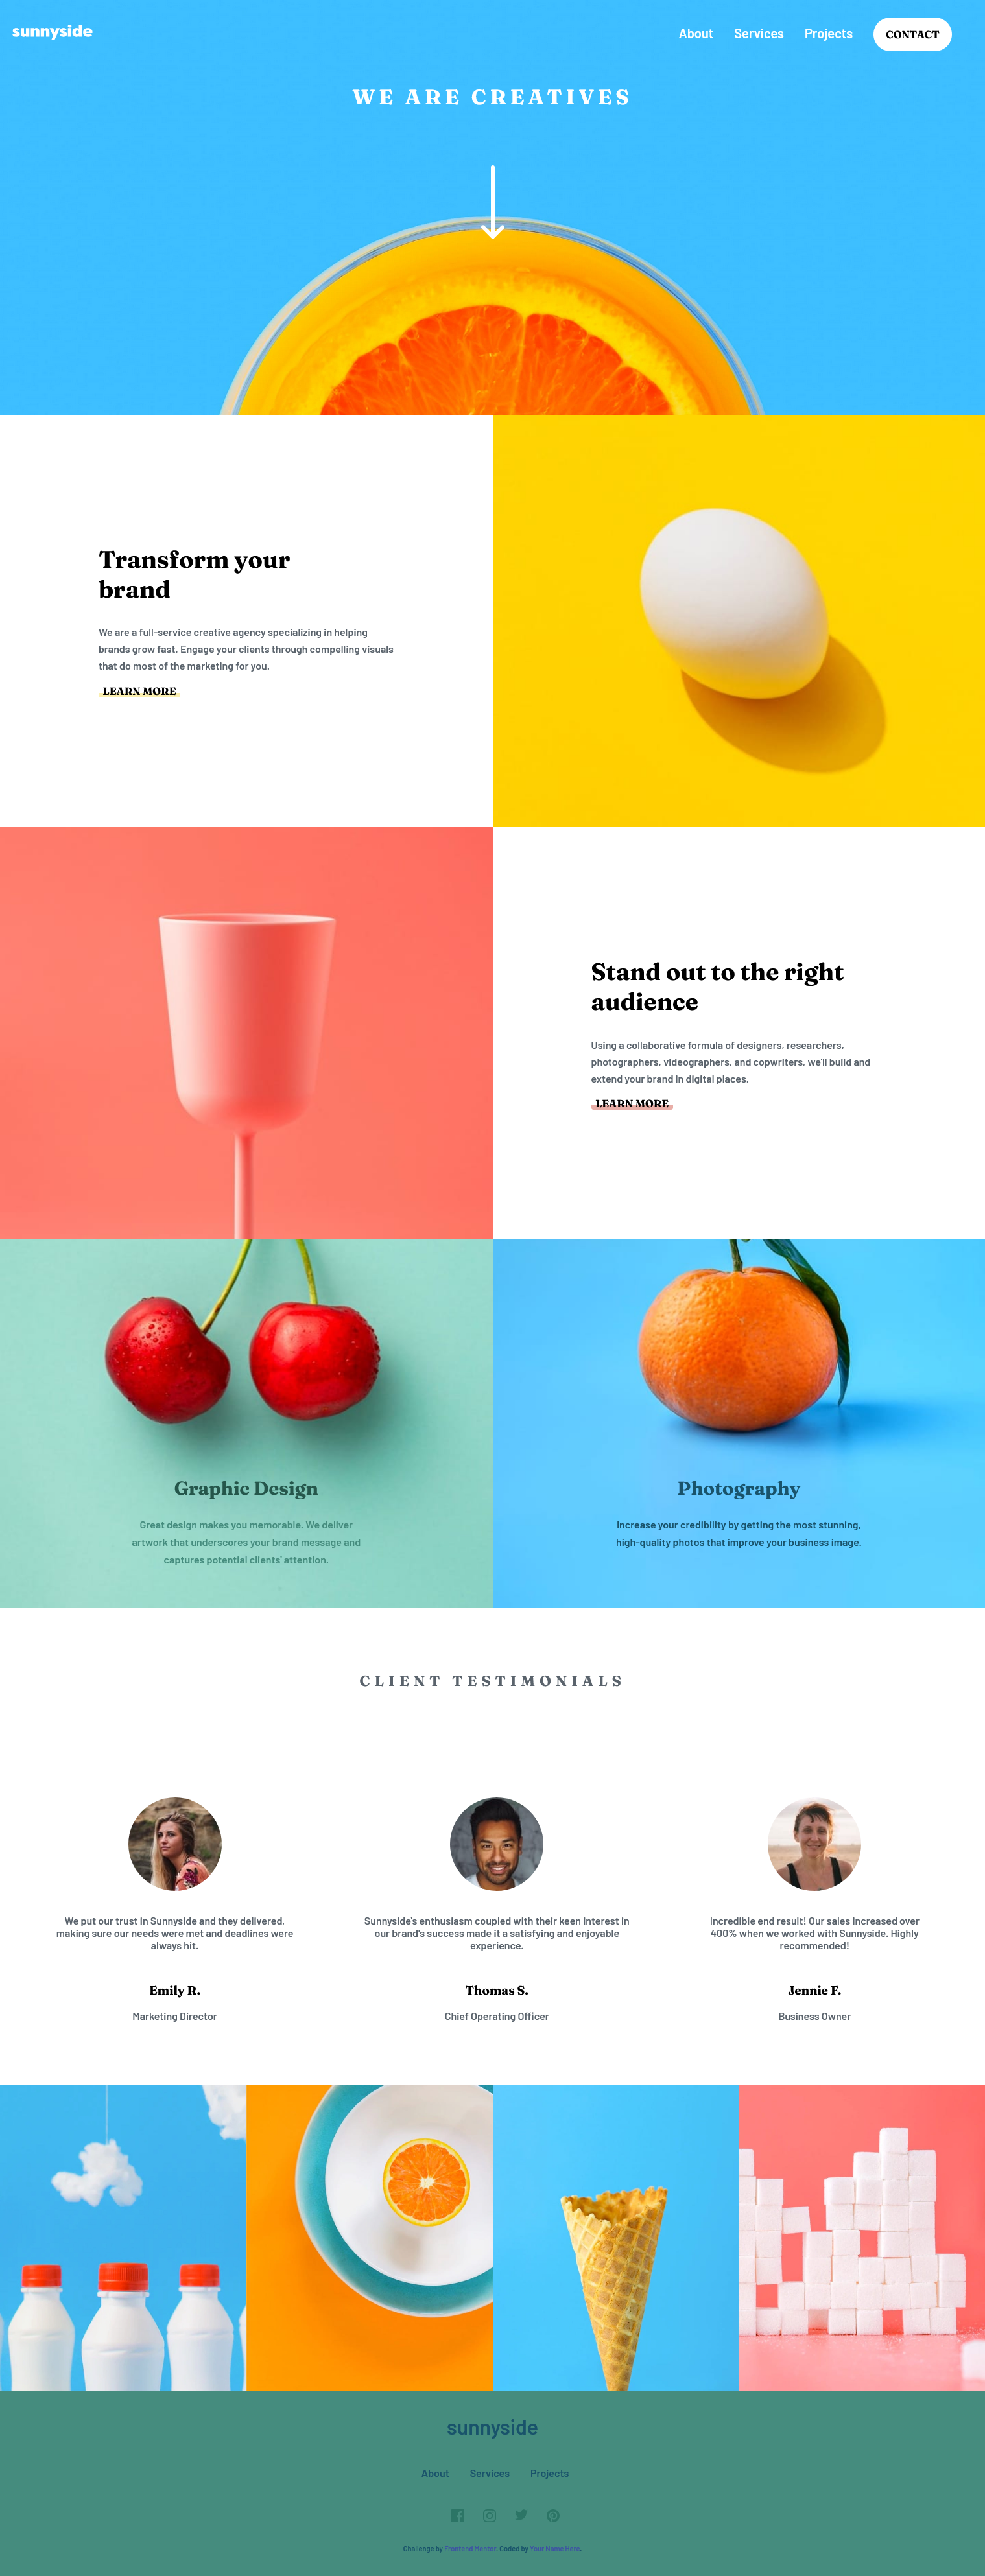 sunnyside
About Services Projects CONTACT
WE ARE CREATIVES
Transform your
brand
We are a full-service creative agency specializing in helping
brands grow fast. Engage your clients through compelling visuals
that do most of the marketing for you.
LEARN MORE
Stand out to the right
audience
Using a collaborative formula of designers, researchers,
photographers, videographers, and copwriters, we'll build and
extend your brand in digital places.
LEARN MORE
Graphic Design
Great design makes you memorable. We deliver
artwork that underscores your brand message and
captures potential clients' attention.
Photography
Increase your credibility by getting the most stunning,
high-quality photos that improve your business image.
CLIENT TESTIMONIALS
We put our trust in Sunnyside and they delivered,
making sure our needs were met and deadlines were
always hit.
Emily R.
Marketing Director
Sunnyside's enthusiasm coupled with their keen interest in
our brand's success made it a satisfying and enjoyable
experience.
Thomas S.
Chief Operating Officer
Incredible end result! Our sales increased over
400% when we worked with Sunnyside. Highly
recommended!
Jennie F.
Business Owner
sunnyside
About Services Projects
Challenge by Frontend Mentor. Coded by Your Name Here.